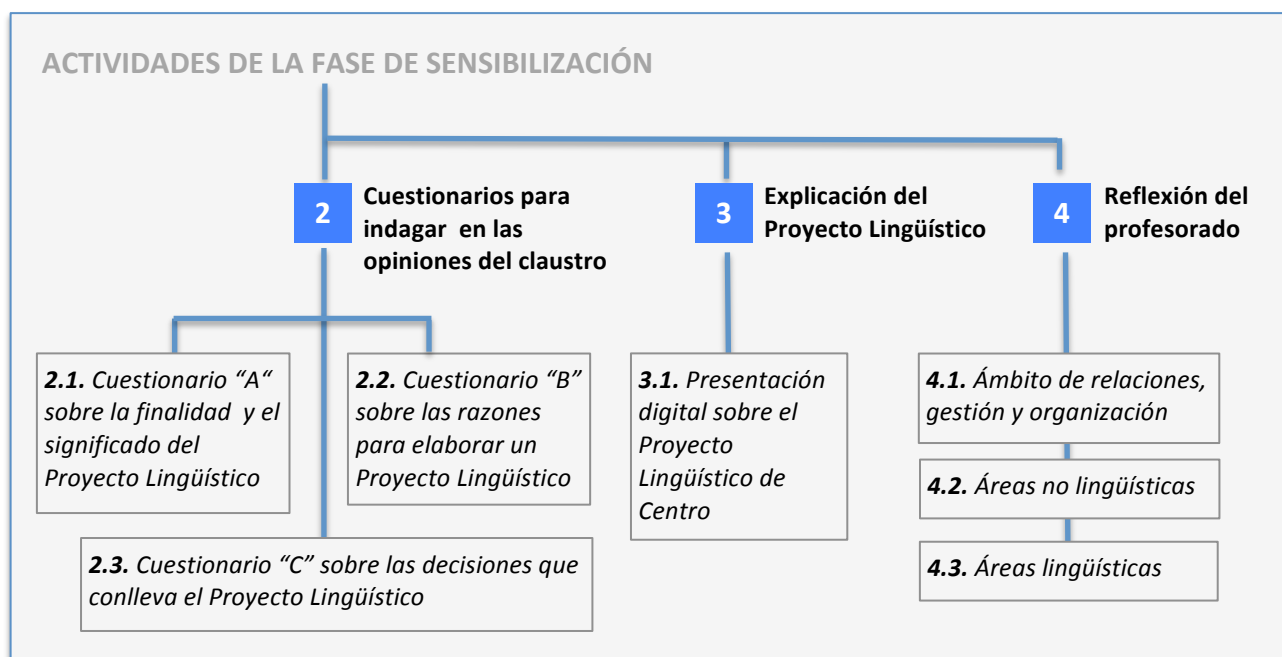 ACTIVIDADES DE LA FASE DE SENSIBILIZACIÓN
2
Cuestionarios para
indagar en las
opiniones del claustro
3
Explicación del
Proyecto Lingüístico
4
Reflexión del
profesorado
2.1. Cuestionario “A“
sobre la finalidad y el
significado del
Proyecto Lingüístico
2.2. Cuestionario “B”
sobre las razones
para elaborar un
Proyecto Lingüístico
2.3. Cuestionario “C” sobre las decisiones que
conlleva el Proyecto Lingüístico
3.1. Presentación
digital sobre el
Proyecto
Lingüístico de
Centro
4.1. Ámbito de relaciones,
gestión y organización
4.2. Áreas no lingüísticas
4.3. Áreas lingüísticas